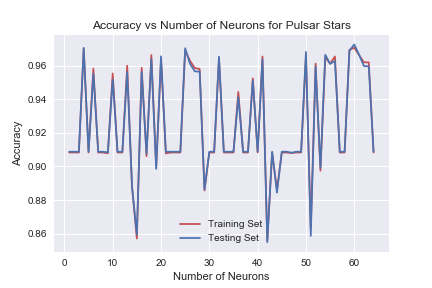 Accuracy vs Number of Neurons for Pulsar Stars
Accuracy
0.96
0.94
0.92
0.90
0.88
0.86
Training Set
Testing Set
0 10 20 30 40 50 60
Number of Neurons